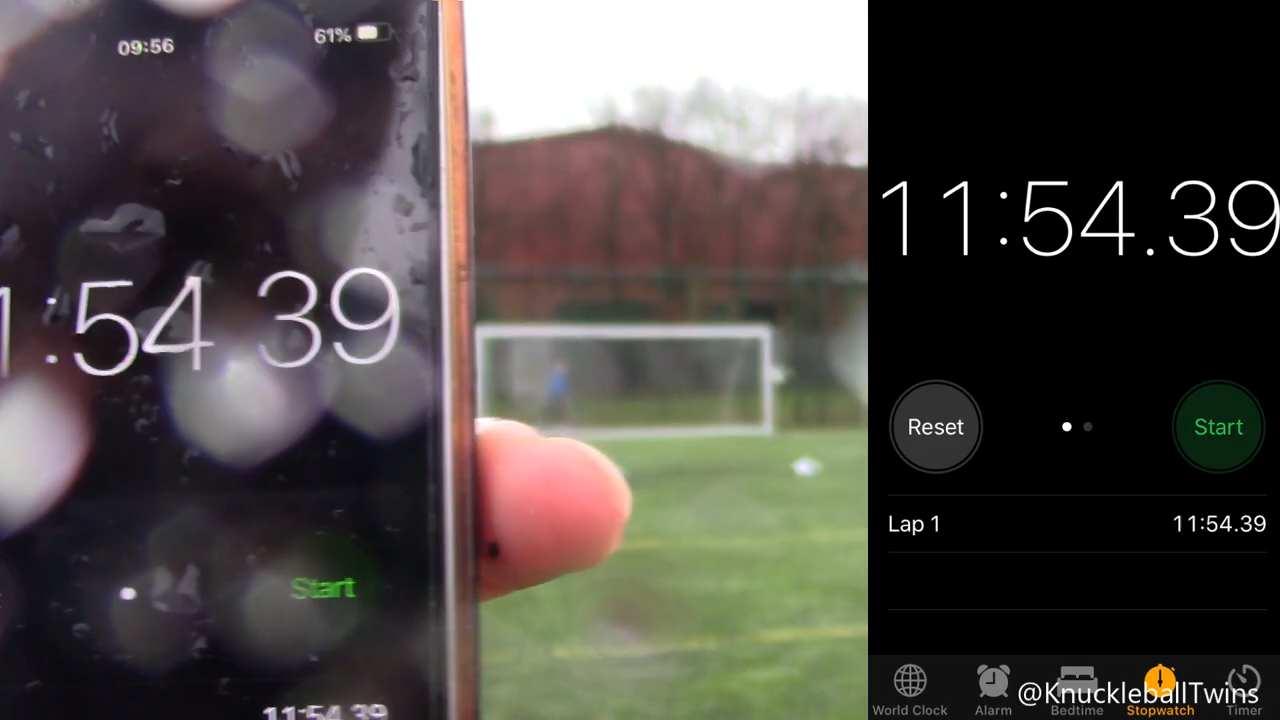 09:56
61%
1:54.39
Start
11:54.39
11:54.39
Reset
Start
Lap 1
11:54.39
World Clock
Alarm
Bedtime
Stopwatch
Timer
@KnuckleballTwins